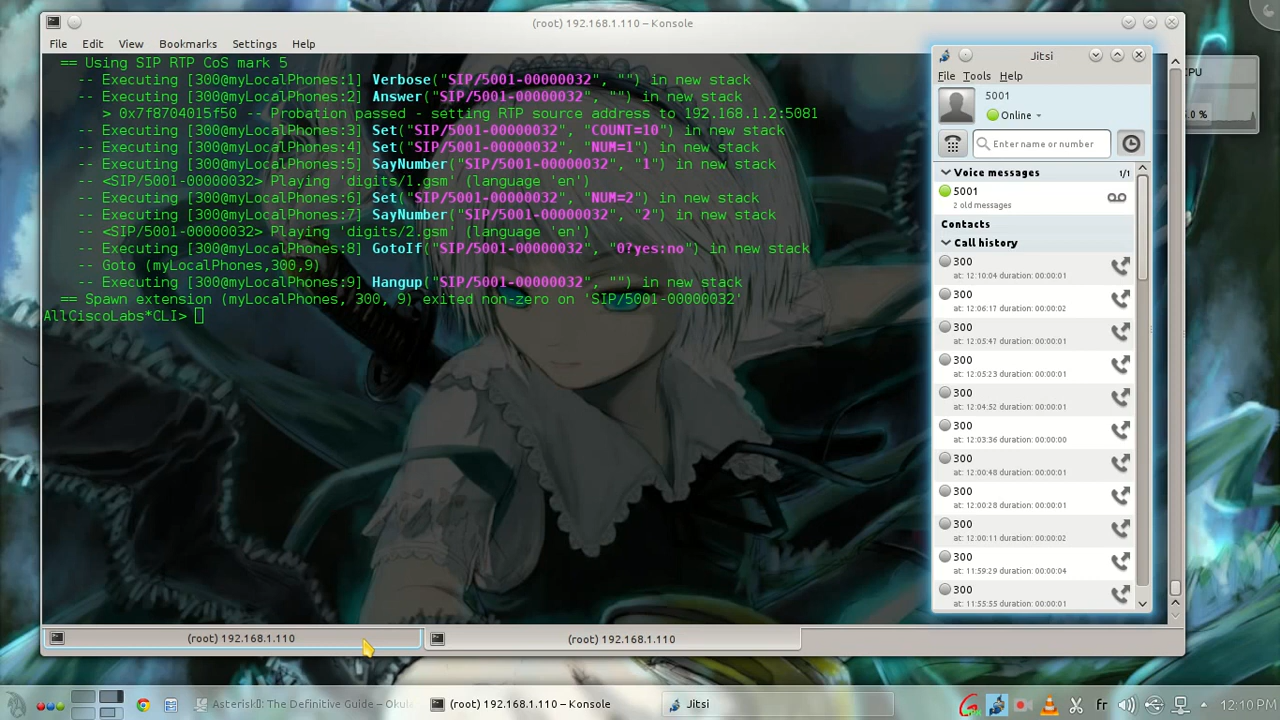 (root) 192.168.1.110 – Konsole
File Edit View Bookmarks Settings Help
== Using SIP RTP CoS mark 5
-- Executing [300@myLocalPhones:1] Verbose("SIP/5001-00000032", "") in new stack
-- Executing [300@myLocalPhones:2] Answer("SIP/5001-00000032", "") in new stack
> 0x7f8704015f50 -- Probation passed - setting RTP source address to 192.168.1.2:5081
-- Executing [300@myLocalPhones:3] Set("SIP/5001-00000032", "COUNT=10") in new stack
-- Executing [300@myLocalPhones:4] Set("SIP/5001-00000032", "NUM=1") in new stack
-- Executing [300@myLocalPhones:5] SayNumber("SIP/5001-00000032", "1") in new stack
-- <SIP/5001-00000032> Playing 'digits/1.gsm' (language 'en')
-- Executing [300@myLocalPhones:6] Set("SIP/5001-00000032", "NUM=2") in new stack
-- Executing [300@myLocalPhones:7] SayNumber("SIP/5001-00000032", "2") in new stack
-- <SIP/5001-00000032> Playing 'digits/2.gsm' (language 'en')
-- Executing [300@myLocalPhones:8] GotoIf("SIP/5001-00000032", "0?yes:no") in new stack
-- Goto (myLocalPhones,300,9)
-- Executing [300@myLocalPhones:9] Hangup("SIP/5001-00000032", "") in new stack
== Spawn extension (myLocalPhones, 300, 9) exited non-zero on 'SIP/5001-00000032'
AllCiscoLabs*CLI>
Jitsi
File Tools Help
5001
Online
Enter name or number
Voice messages 1/1
5001
2 old messages
Contacts
Call history
300
at: 12:10:04 duration: 00:00:01
300
at: 12:06:17 duration: 00:00:02
300
at: 12:05:47 duration: 00:00:01
300
at: 12:05:23 duration: 00:00:01
300
at: 12:04:52 duration: 00:00:01
300
at: 12:03:36 duration: 00:00:00
300
at: 12:00:48 duration: 00:00:01
300
at: 12:00:28 duration: 00:00:01
300
at: 12:00:11 duration: 00:00:02
300
at: 11:59:29 duration: 00:00:04
300
at: 11:55:55 duration: 00:00:01
(root) 192.168.1.110
(root) 192.168.1.110
The Definitive Guide – Okul
(root) 192.168.1.110 – Konsole
Jitsi
fr
12:10 PM